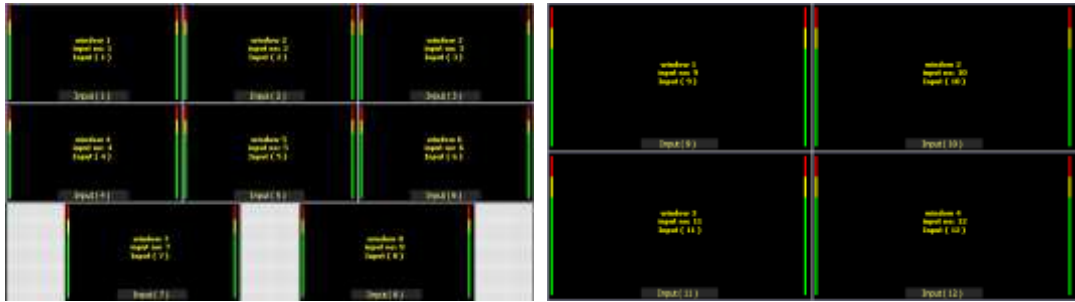 window 1
input no: 1
Input ( 1 )
Input(1)
window 2
input no: 2
Input ( 2 )
Input(2)
input no: 3
Input ( 3 )
Input(3)
window 4
input no: 4
Input ( 4 )
Input(4)
window 5
input no: 5
Input ( 5 )
Input(5)
window 6
input no: 6
Input ( 6 )
Input(6)
window 7
input no: 7
Input ( 7 )
Input(7)
window 8
Input ( 8 )
Input(8)
window 1
input no: 9
Input ( 9 )
Input(9)
window 2
input no: 10
Input ( 10 )
Input(10)
window 3
input no: 11
Input ( 11 )
Input(11)
window 4
input no: 12
Input ( 12 )
Input(12)